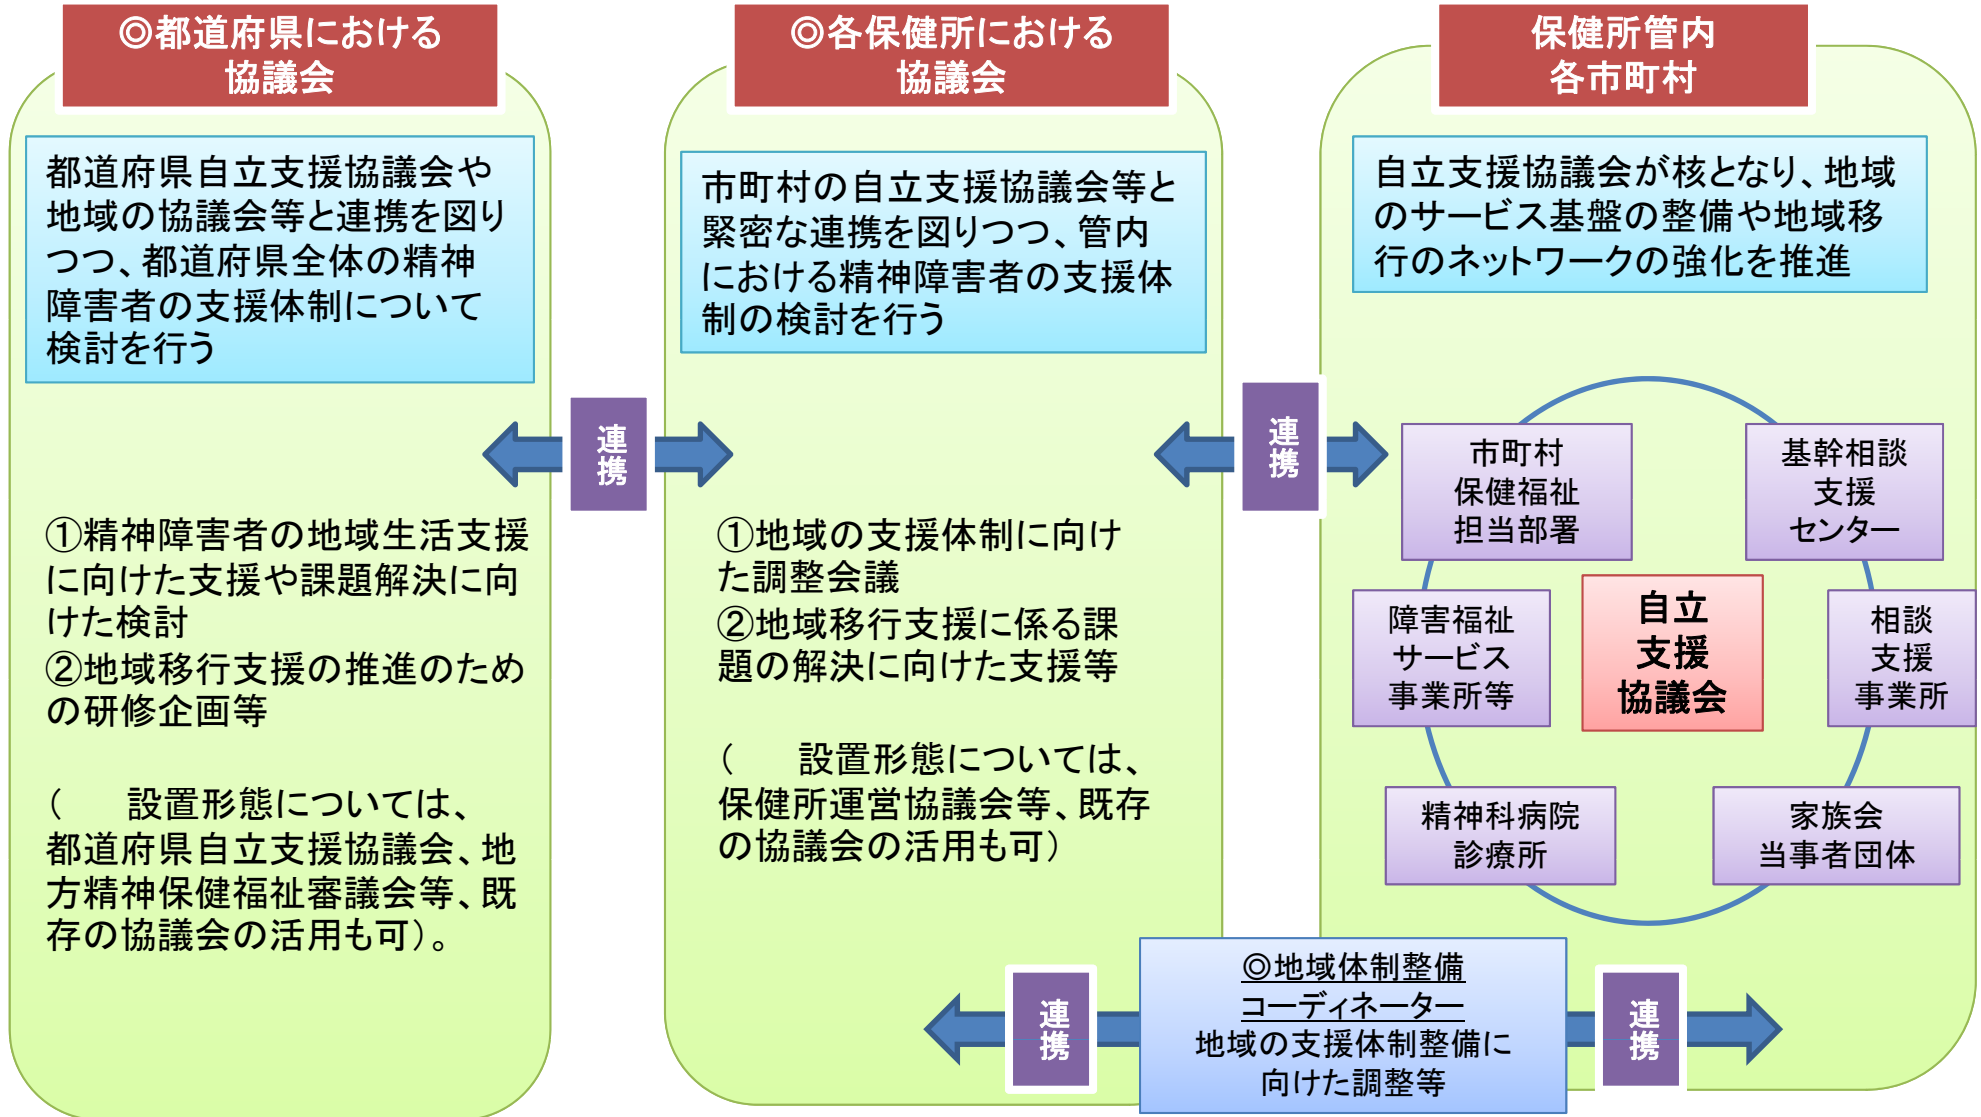 ◎都道府県における
協議会
都道府県自立支援協議会や
地域の協議会等と連携を図り
つつ、都道府県全体の精神
障害者の支援体制について
検討を行う
①精神障害者の地域生活支援
に向けた支援や課題解決に向
けた検討
②地域移行支援の推進のため
の研修企画等
（　　設置形態については、
都道府県自立支援協議会、地
方精神保健福祉審議会等、既
存の協議会の活用も可）。
連
携
◎各保健所における
協議会
市町村の自立支援協議会等と
緊密な連携を図りつつ、管内
における精神障害者の支援体
制の検討を行う
①地域の支援体制に向け
た調整会議
②地域移行支援に係る課
題の解決に向けた支援等
（　　設置形態については、
保健所運営協議会等、既存
の協議会の活用も可）
連
携
保健所管内
各市町村
自立支援協議会が核となり、地域
のサービス基盤の整備や地域移
行のネットワークの強化を推進
市町村
保健福祉
担当部署
基幹相談
支援
センター
障害福祉
サービス
事業所等
自立
支援
協議会
相談
支援
事業所
精神科病院
診療所
家族会
当事者団体
連
携
◎地域体制整備
コーディネーター
地域の支援体制整備に
向けた調整等
連
携